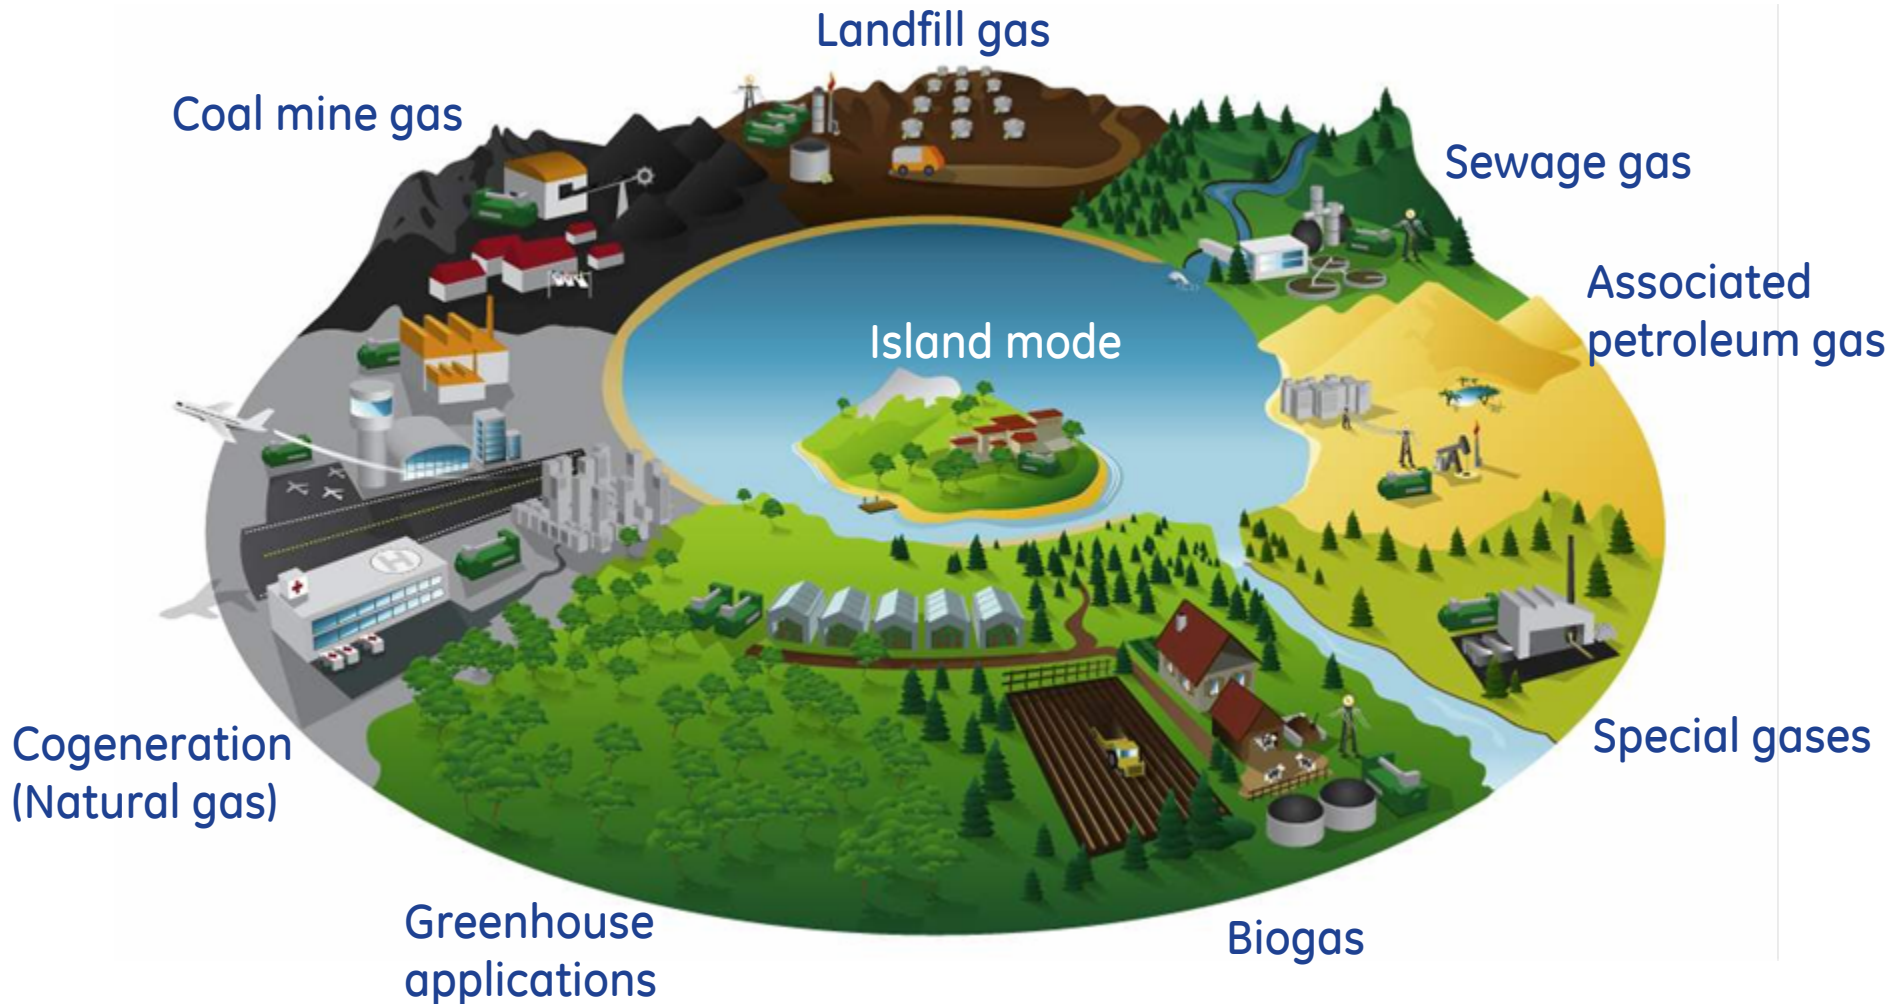 Landfill gas
Coal mine gas
Sewage gas
Associated
petroleum gas
Island mode
Special gases
Cogeneration
(Natural gas)
Greenhouse
applications
Biogas
H